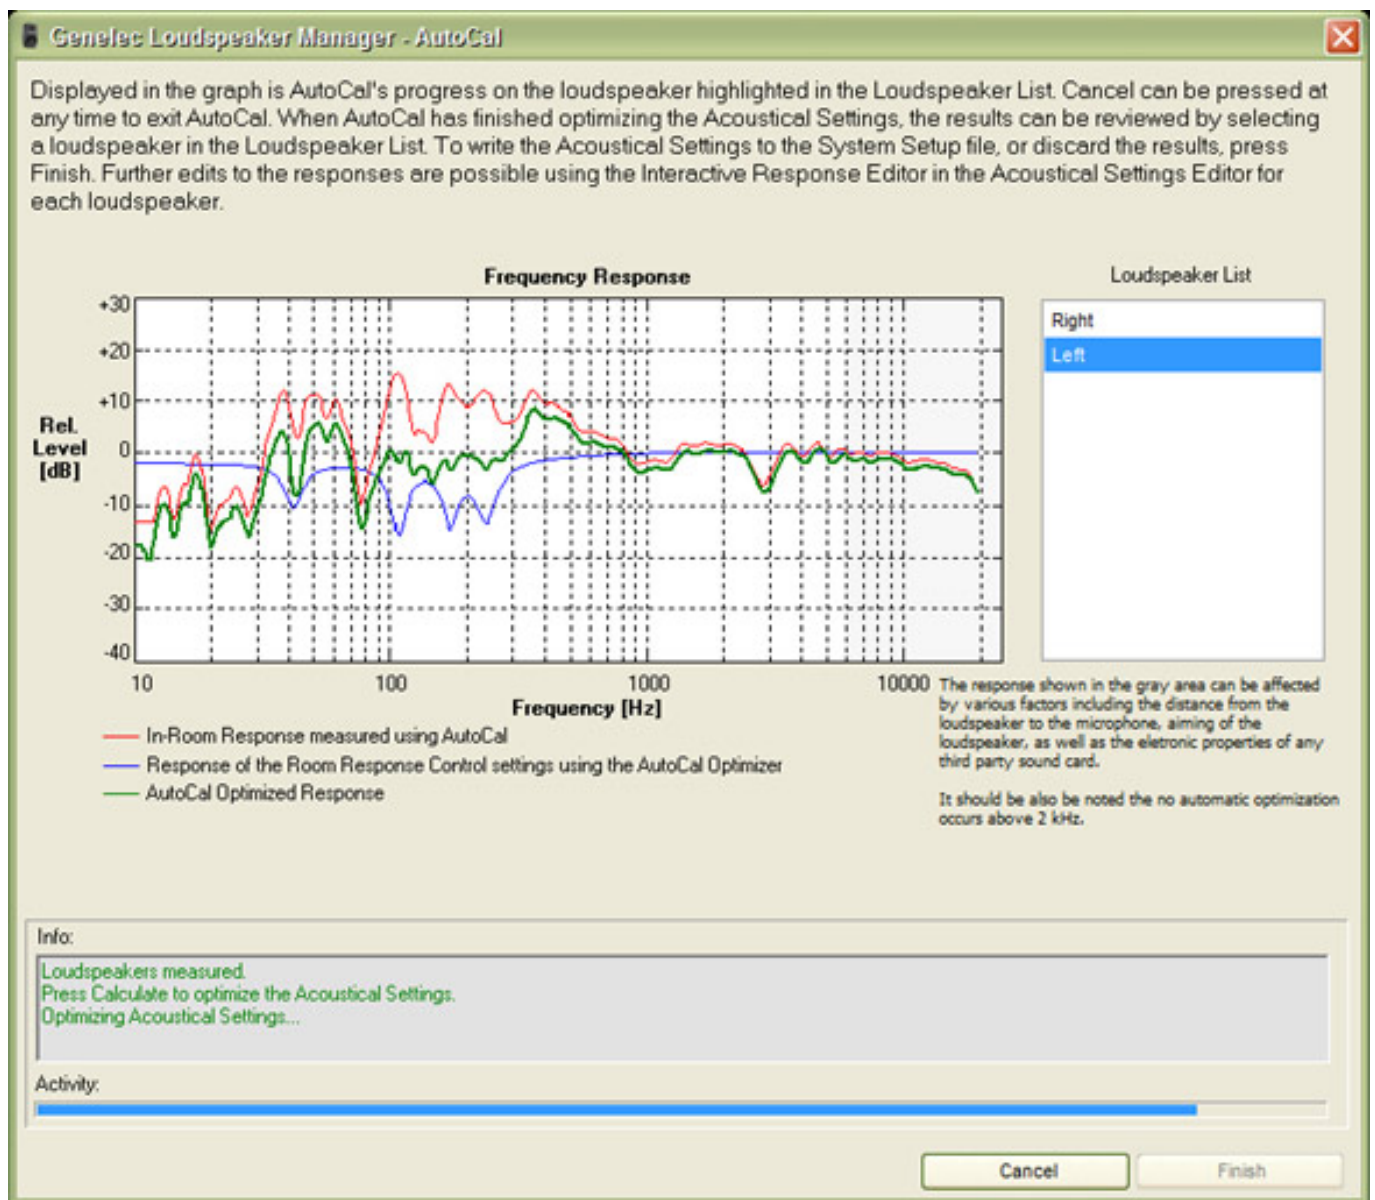 Genelec Loudspeaker Manager - AutoCal
Displayed in the graph is AutoCal's progress on the loudspeaker highlighted in the Loudspeaker List. Cancel can be pressed at
any time to exit AutoCal. When AutoCal has finished optimizing the Acoustical Settings, the results can be reviewed by selecting
a loudspeaker in the Loudspeaker List. To write the Acoustical Settings to the System Setup file, or discard the results, press
Finish. Further edits to the responses are possible using the Interactive Response Editor in the Acoustical Settings Editor for
each loudspeaker.
Frequency Response
+30
+20
+10
0
-10
-20
-30
-40
Rel.
Level
[dB]
10 100 1000 10000
Frequency [Hz]
In-Room Response measured using AutoCal
Response of the Room Response Control settings using the AutoCal Optimizer
AutoCal Optimized Response
Loudspeaker List
Right
Left
The response shown in the gray area can be affected
by various factors including the distance from the
loudspeaker to the microphone, aiming of the
loudspeaker, as well as the eletronic properties of any
third party sound card.
It should be also be noted the no automatic optimization
occurs above 2 kHz.
Info:
Loudspeakers measured.
Press Calculate to optimize the Acoustical Settings.
Optimizing Acoustical Settings...
Activity:
Cancel
Finish